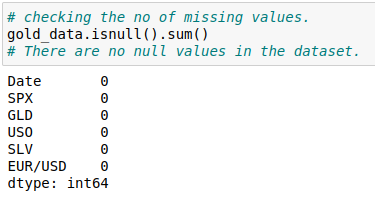 # checking the no of missing values.
gold_data.isnull().sum()
# There are no null values in the dataset.
Date       0
SPX        0
GLD        0
USO        0
SLV        0
EUR/USD    0
dtype: int64